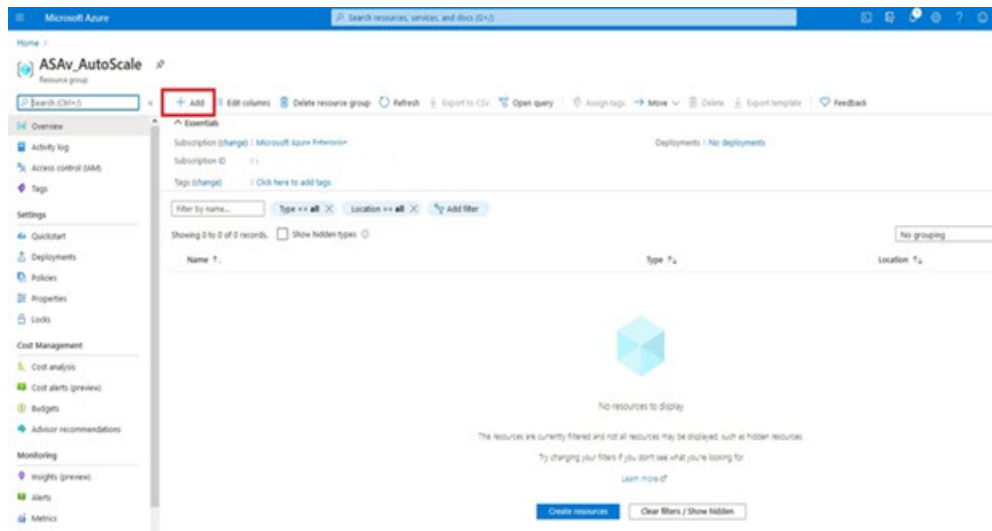 Microsoft Azure
Search resources, services, and docs (G+/)
Home >
ASAv_AutoScale
Resource group
Search (Ctrl+/)
« + Add Edit columns Delete resource group Refresh Export to CSV Open query Assign tags Move Delete Export template Feedback
Overview
Activity log
Access control (IAM)
Tags
Settings
Quickstart
Deployments
Policies
Properties
Locks
Cost Management
Cost analysis
Cost alerts (preview)
Budgets
Advisor recommendations
Monitoring
Insights (preview)
Alerts
Metrics
Essentials
Subscription (change) : Microsoft Azure Enterprise
Deployments : No deployments
Subscription ID :
Tags (change) : Click here to add tags
Filter by name...
Type == all
Location == all
Add filter
Showing 0 to 0 of 0 records.
Show hidden types
No grouping
Name
Type
Location
No resources to display
The resources are currently filtered and not all resources may be displayed, such as hidden resources.
Try changing your filters if you don't see what you're looking for.
Learn more
Create resources
Clear filters / Show hidden